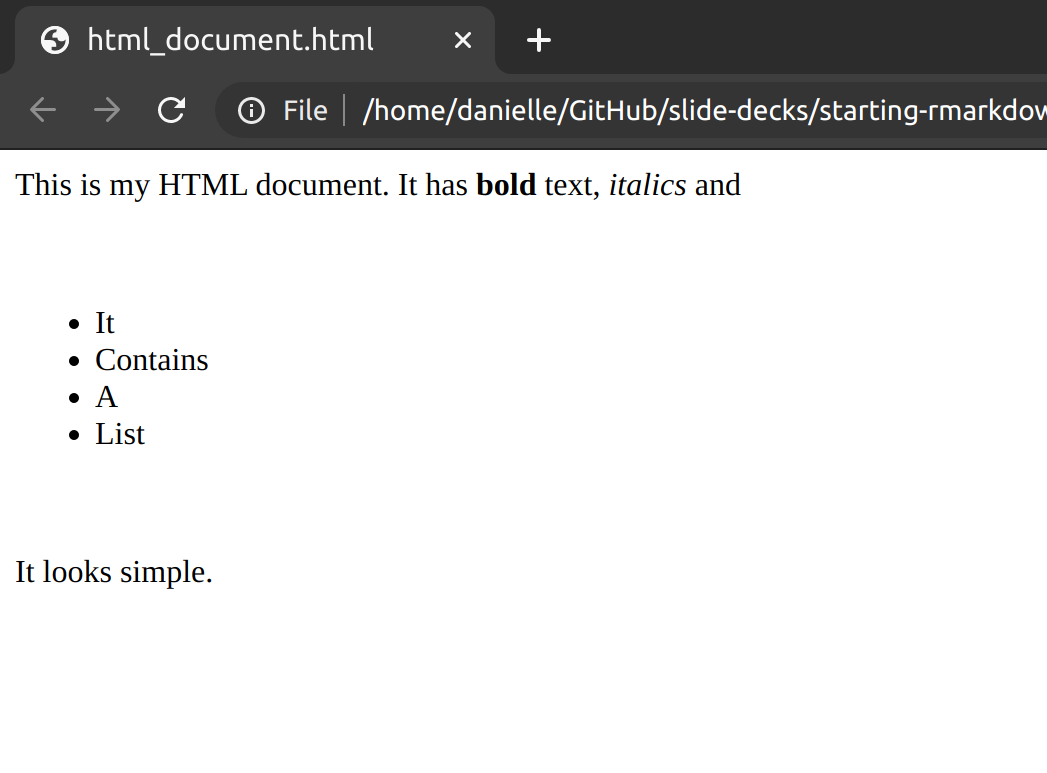 html_document.html
File /home/danielle/GitHub/slide-decks/starting-rmarkdow
This is my HTML document. It has bold text, italics and
It
Contains
A
List
It looks simple.